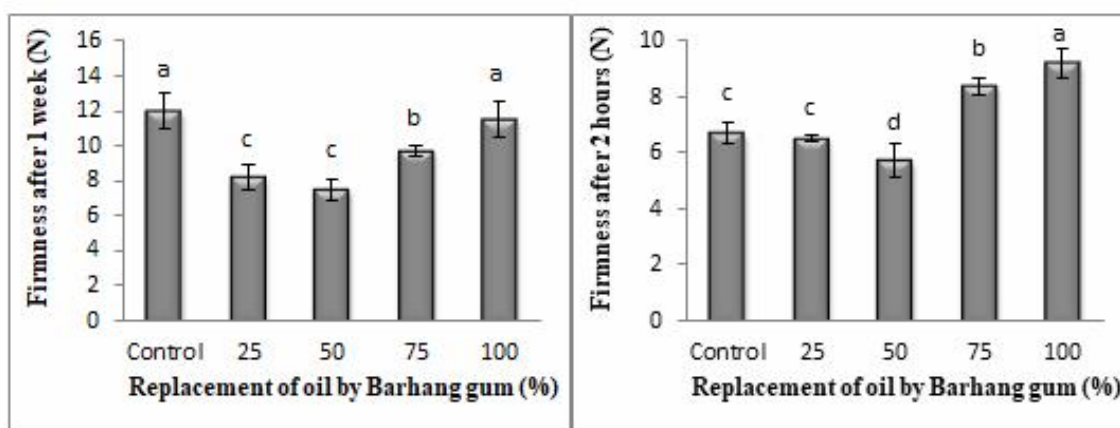 Firmness after 1 week (N)
16
14
12
10
8
6
4
2
0
a
c
c
b
a
Control 25 50 75 100
Replacement of oil by Barhang gum (%)
Firmness after 2 hours (N)
10
8
6
4
2
0
c
c
d
b
a
Control 25 50 75 100
Replacement of oil by Barhang gum (%)